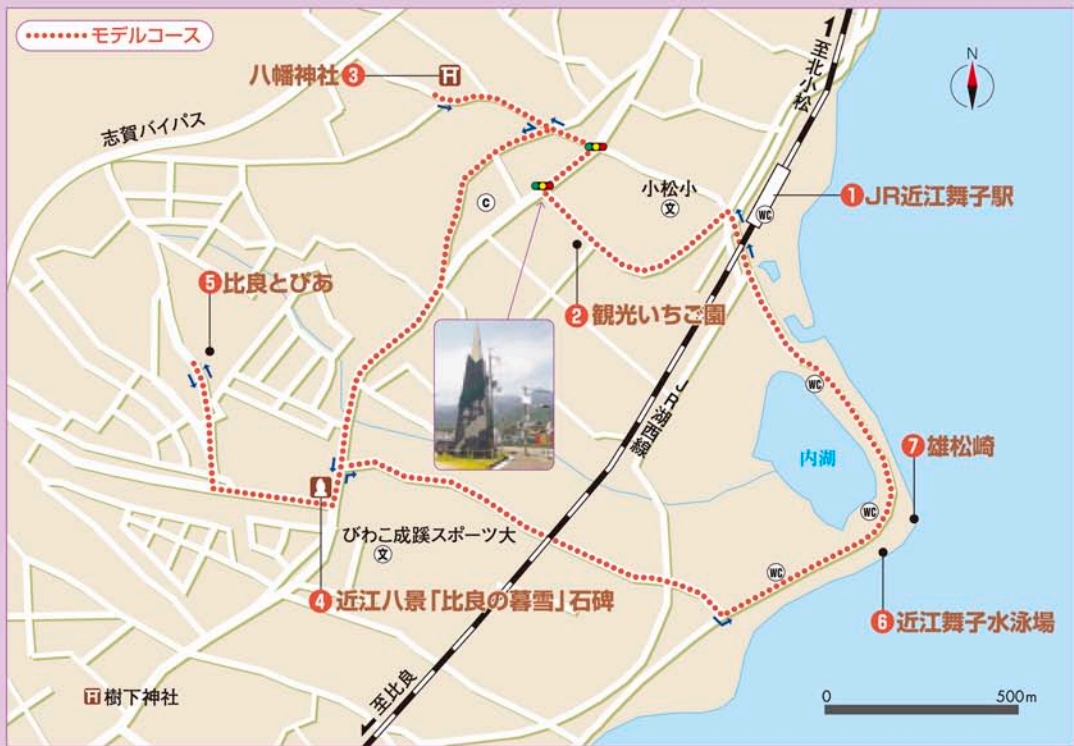 モデルコース
八幡神社 3
志賀バイパス
至北小松
N
小松小
文
WC
1 JR近江舞子駅
C
5 比良とぴあ
2 観光いちご園
JR湖西線
WC
内湖
7 雄松崎
WC
びわこ成蹊スポーツ大
文
WC
4 近江八景「比良の暮雪」石碑
6 近江舞子水泳場
樹下神社
至比良
0 500m